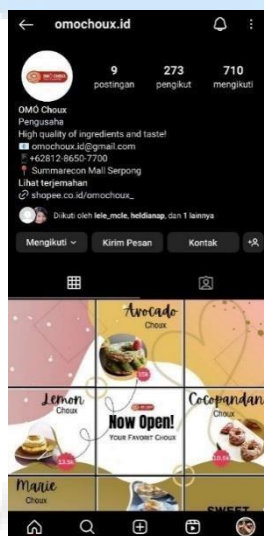 omochoux.id
9
273
710
postingan
pengikut
mengikuti
OMÓ Choux
Pengusaha
High quality of ingredients and taste!
omochoux.id@gmail.com
+62812-8650-7700
Summarecon Mall Serpong
Lihat terjemahan
shopee.co.id/omochoux_
Diikuti oleh lele_mcle, heldianap, dan 1 lainnya
Mengikuti
Kirim Pesan
Kontak
Avocado
Choux
Lemon
Choux
Now Open!
YOUR FAVORIT CHOUX
Cocopandan
Choux
Marie
Choux
SWEET